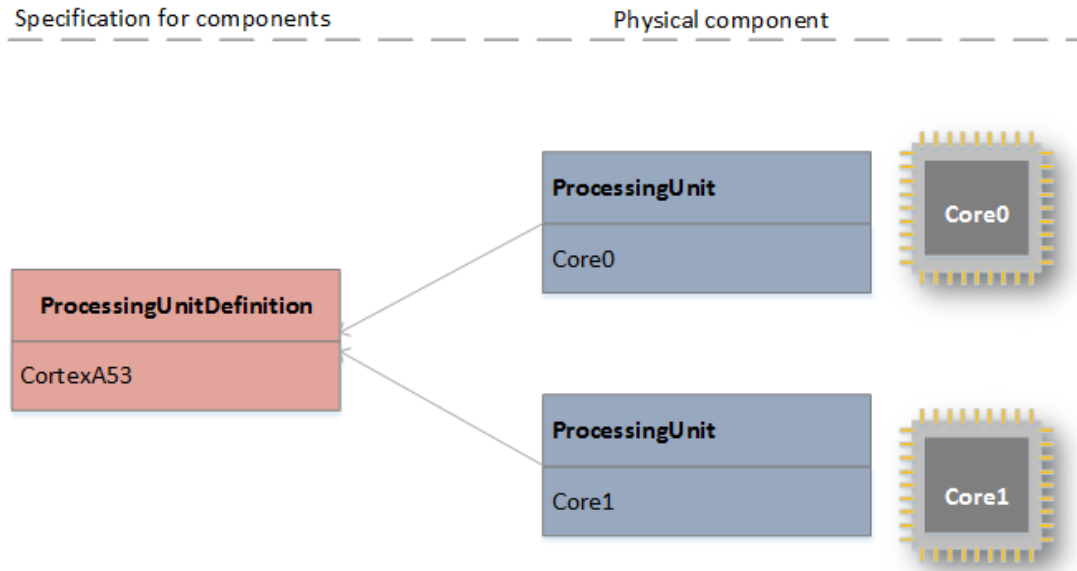 Specification for components
Physical component
ProcessingUnit
Core0
Core0
ProcessingUnitDefinition
CortexA53
ProcessingUnit
Core1
Core1